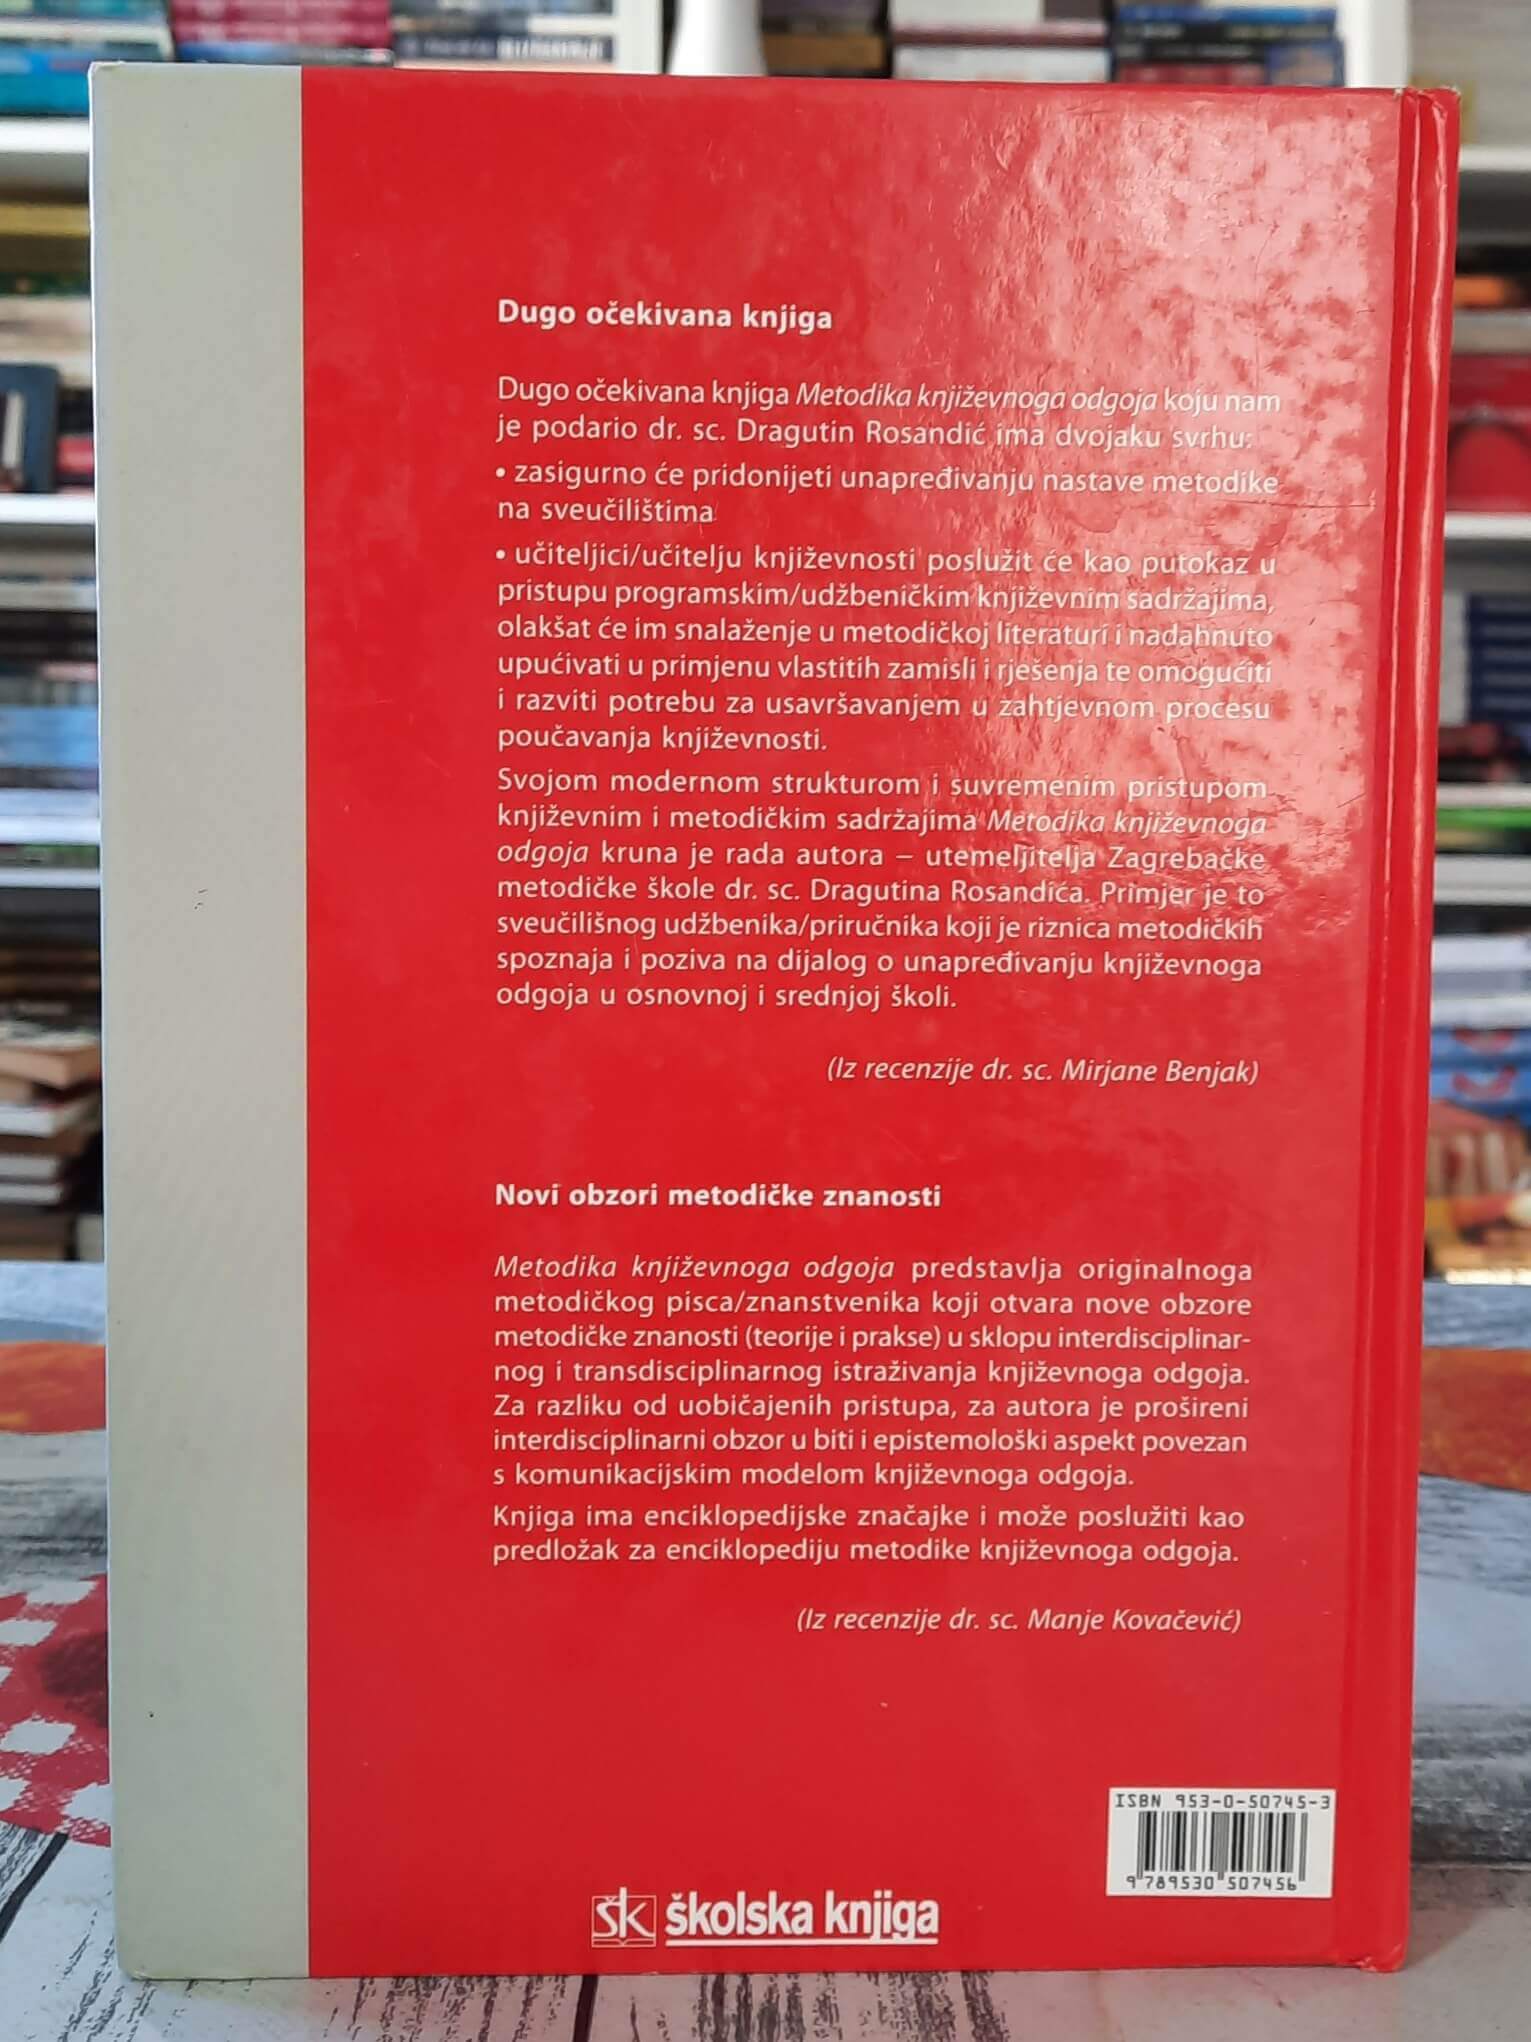 Dugo očekivana knjiga
Dugo očekivana knjiga Metodika književnoga odgoja koju nam
je podario dr. sc. Dragutin Rosandić ima dvojaku svrhu:
• zasigurno će pridonijeti unapređivanju nastave metodike
na sveučilištima
• učiteljici/učitelju književnosti poslužit će kao putokaz u
pristupu programskim/udžbeničkim književnim sadržajima,
olakšat će im snalaženje u metodičkoj literaturi i nadahnuto
upućivati u primjenu vlastitih zamisli i rješenja te omogućiti
i razviti potrebu za usavršavanjem u zahtjevnom procesu
poučavanja književnosti.
Svojom modernom strukturom i suvremenim pristupom
književnim i metodičkim sadržajima Metodika književnoga
odgoja kruna je rada autora – utemeljitelja Zagrebačke
metodičke škole dr. sc. Dragutina Rosandića. Primjer je to
sveučilišnog udžbenika/priručnika koji je riznica metodičkih
spoznaja i poziva na dijalog o unapređivanju književnoga
odgoja u osnovnoj i srednjoj školi.
(Iz recenzije dr. sc. Mirjane Benjak)
Novi obzori metodičke znanosti
Metodika književnoga odgoja predstavlja originalnoga
metodičkog pisca/znanstvenika koji otvara nove obzore
metodičke znanosti (teorije i prakse) u sklopu interdisciplinar-
nog i transdisciplinarnog istraživanja književnoga odgoja.
Za razliku od uobičajenih pristupa, za autora je prošireni
interdisciplinarni obzor u biti i epistemološki aspekt povezan
s komunikacijskim modelom književnoga odgoja.
Knjiga ima enciklopedijske značajke i može poslužiti kao
predložak za enciklopediju metodike književnoga odgoja.
(Iz recenzije dr. sc. Manje Kovačević)
ISBN 953-0-50745-3
9 789530 507456
šk školska knjiga